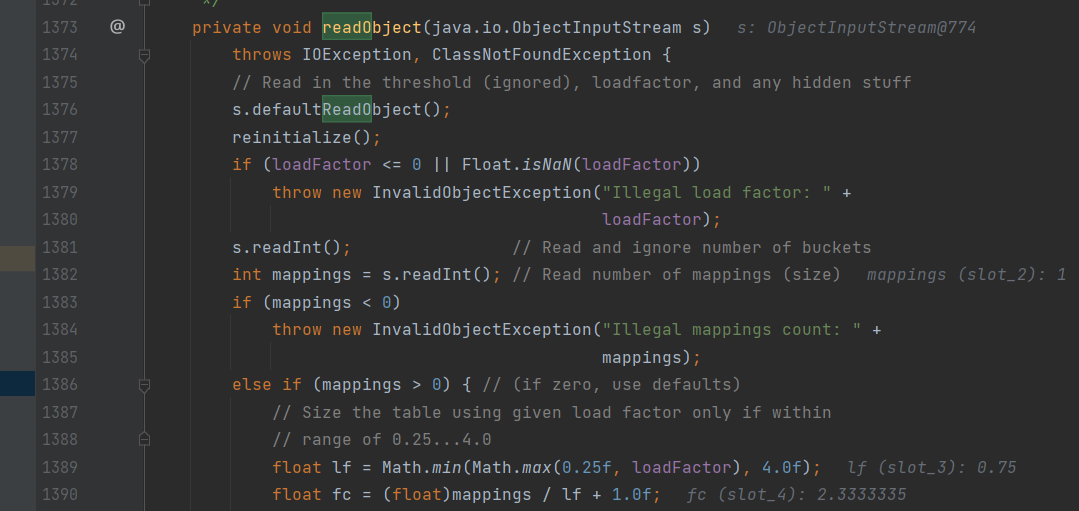 1372 */
1373 @ private void readObject(java.io.ObjectInputStream s) s: ObjectInputStream@774
1374 throws IOException, ClassNotFoundException {
1375 // Read in the threshold (ignored), loadfactor, and any hidden stuff
1376 s.defaultReadObject();
1377 reinitialize();
1378 if (loadFactor <= 0 || Float.isNaN(loadFactor))
1379 throw new InvalidObjectException("Illegal load factor: " +
1380 loadFactor);
1381 s.readInt(); // Read and ignore number of buckets
1382 int mappings = s.readInt(); // Read number of mappings (size) mappings (slot_2): 1
1383 if (mappings < 0)
1384 throw new InvalidObjectException("Illegal mappings count: " +
1385 mappings);
1386 else if (mappings > 0) { // (if zero, use defaults)
1387 // Size the table using given load factor only if within
1388 // range of 0.25...4.0
1389 float lf = Math.min(Math.max(0.25f, loadFactor), 4.0f); lf (slot_3): 0.75
1390 float fc = (float)mappings / lf + 1.0f; fc (slot_4): 2.3333335